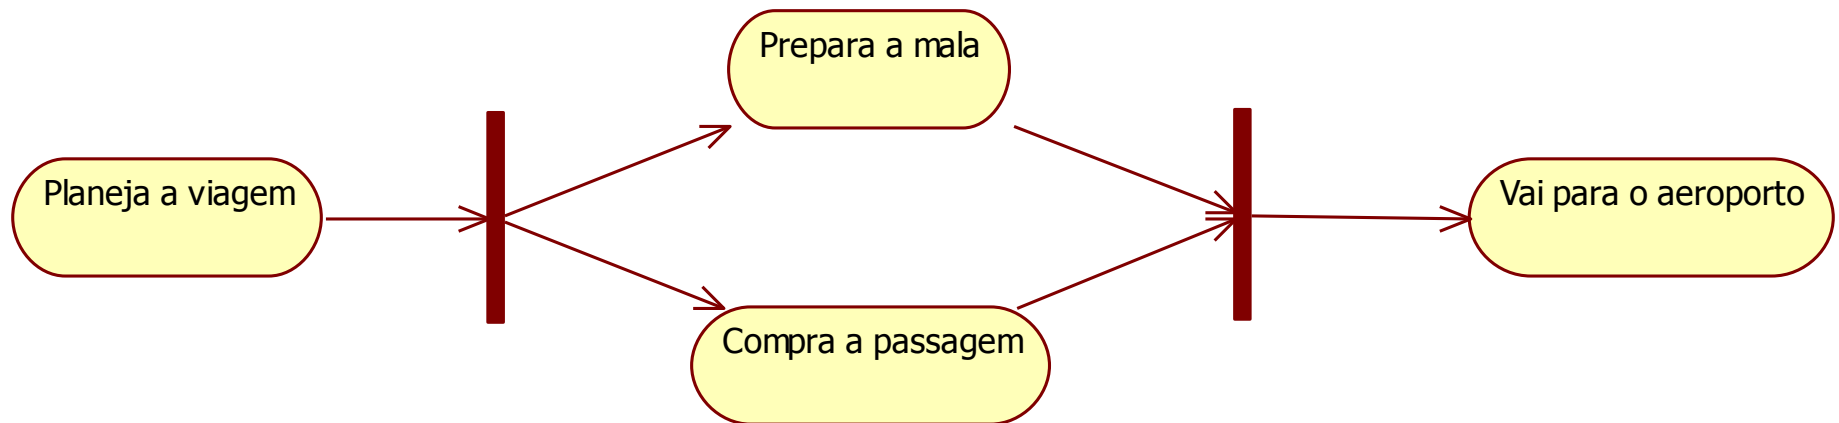 Prepara a mala
Planeja a viagem
Vai para o aeroporto
Compra a passagem